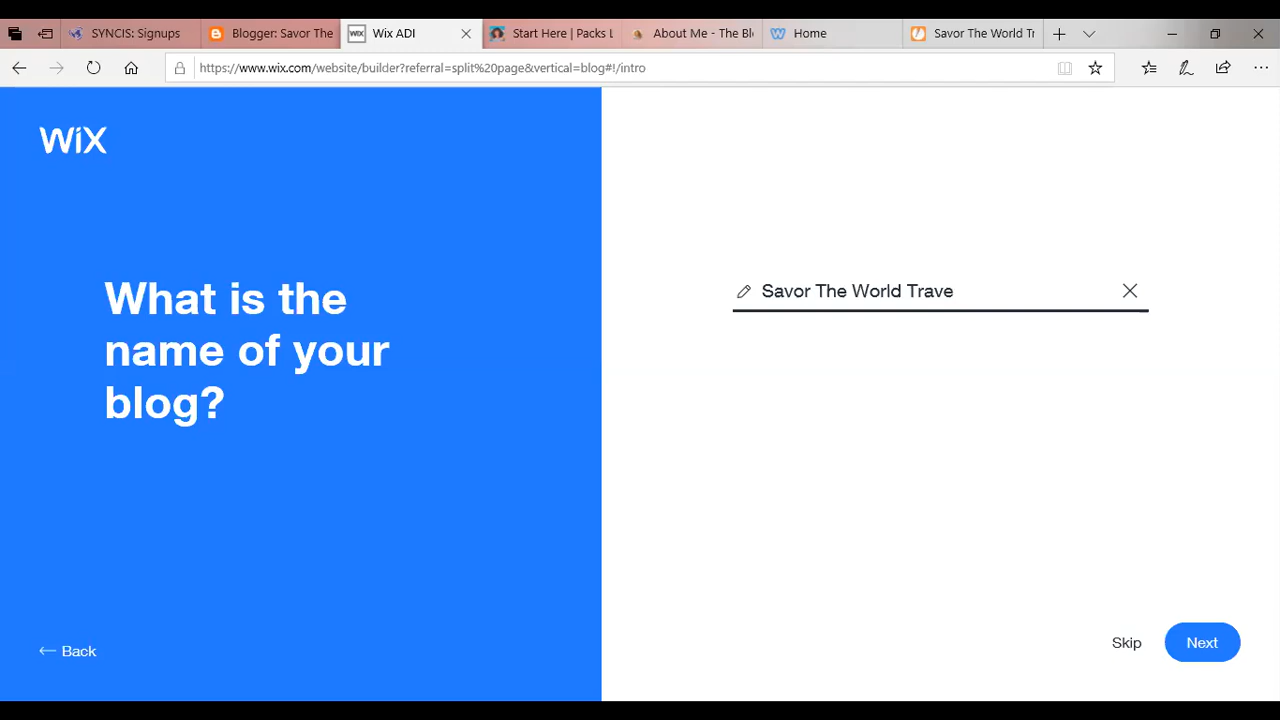 SYNCIS: Signups
Blogger: Savor The
WIX Wix ADI
Start Here | Packs L
About Me - The Bl
Home
Savor The World Tr
https://www.wix.com/website/builder?referral=split%20page&vertical=blog#!/intro
WiX
What is the
name of your
blog?
Savor The World Trave
Back
Skip
Next